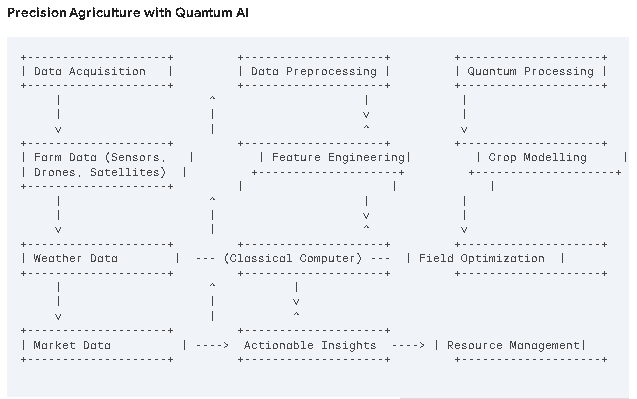 Precision Agriculture with Quantum AI
+-----------------+ +-----------------+ +-----------------+
| Data Acquisition | | Data Preprocessing | | Quantum Processing |
+-----------------+ +-----------------+ +-----------------+
| ^ | |
| | v |
v | ^ v
+-----------------+ +-----------------+ +-----------------+
| Farm Data (Sensors, | | Feature Engineering| | Crop Modelling |
| Drones, Satellites) | +-----------------+ +-----------------+
+-----------------+ | | |
| ^ | |
| | v |
v | ^ v
+-----------------+ +-----------------+ +-----------------+
| Weather Data | --- (Classical Computer) --- | Field Optimization |
+-----------------+ +-----------------+ +-----------------+
| ^ |
| | v
v | ^
+-----------------+ +-----------------+
| Market Data | ----> Actionable Insights ----> | Resource Management|
+-----------------+ +-----------------+ +-----------------+